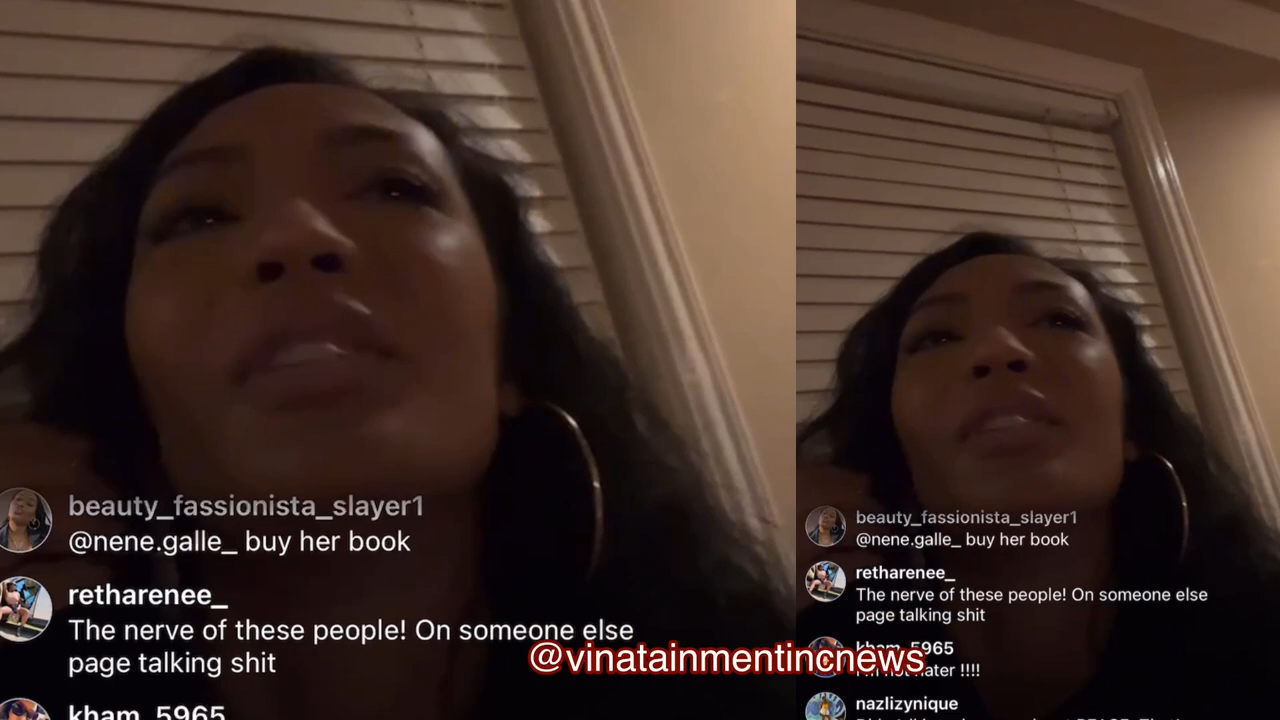 beauty_fassionista_slayer1
@nene.galle_ buy her book
retharenee_
The nerve of these people! On someone else
page talking shit
kham_5965
@vinatainmentincnews
beauty_fassionista_slayer1
@nene.galle_ buy her book
retharenee_
The nerve of these people! On someone else
page talking shit
kham_5965
not hater !!!!
nazlizynique